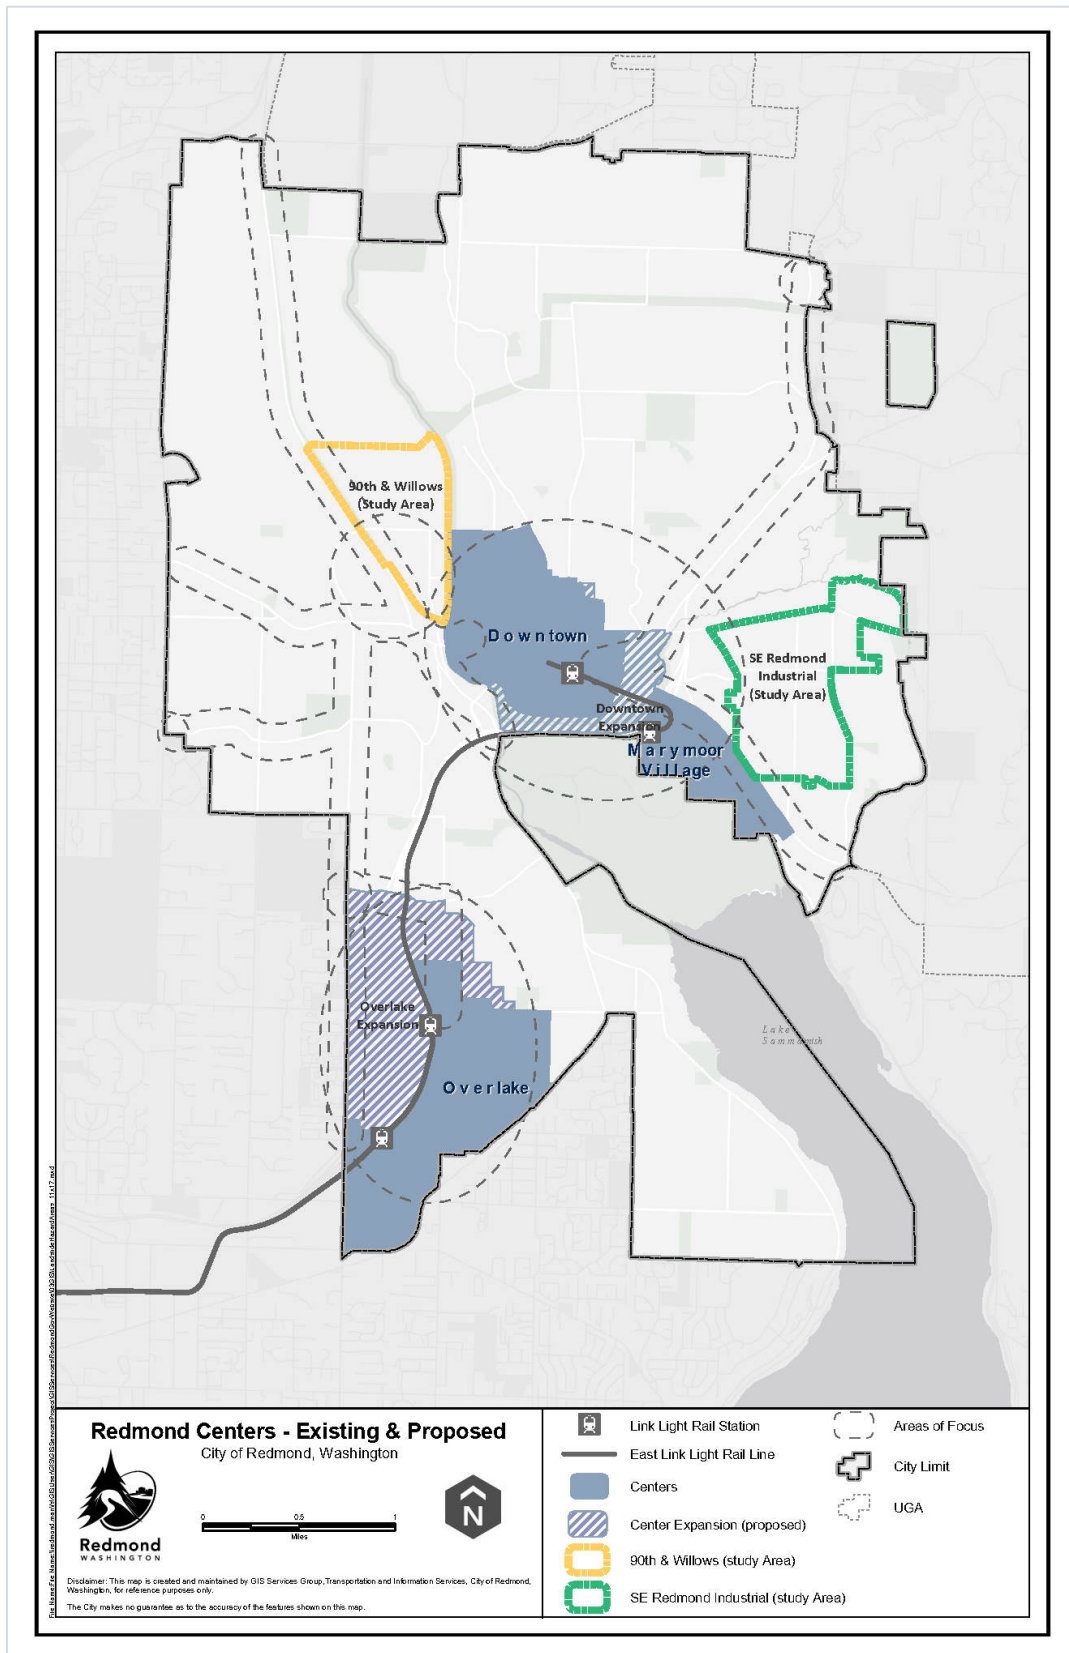 90th & Willows
(Study Area)
Downtown
SE Redmond
Industrial
(Study Area)
Downtown
Expansion
Marymoor
Village
Overlake
Expansion
Overlake
Lake
Sammamish
Redmond Centers - Existing & Proposed
City of Redmond, Washington
Redmond
WASHINGTON
N
0 0.5 1
Miles
Disclaimer: This map is created and maintained by GIS Services Group,Transportation and Information Services, City of Redmond,
Washington, for reference purposes only.
The City makes no guarantee as to the accuracy of the features shown on this map.
Link Light Rail Station
East Link Light Rail Line
Centers
Center Expansion (proposed)
90th & Willows (study Area)
SE Redmond Industrial (study Area)
Areas of Focus
City Limit
UGA